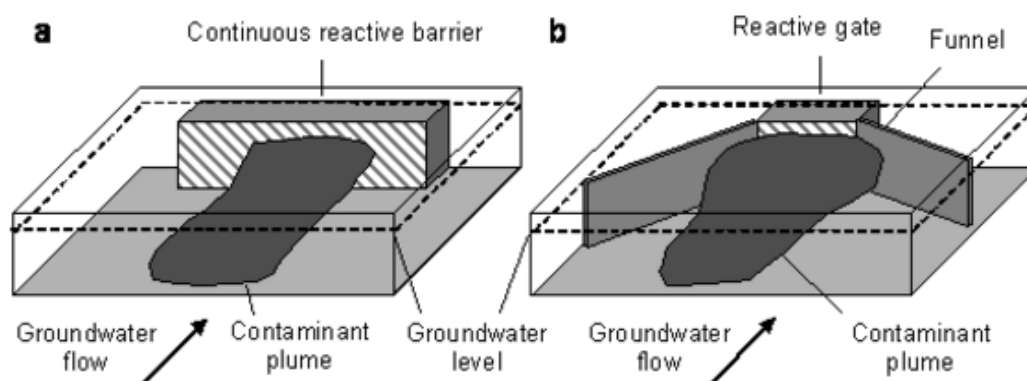 a
Continuous reactive barrier
Groundwater
flow
Contaminant
plume
Groundwater
level
b
Reactive gate
Funnel
Groundwater
flow
Contaminant
plume